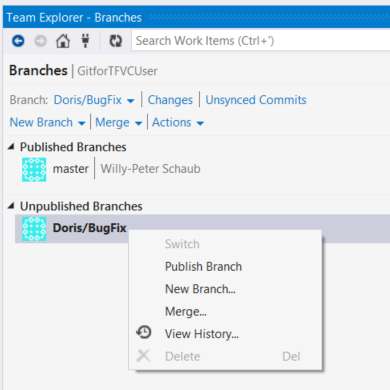 Team Explorer - Branches
Search Work Items (Ctrl+')
Branches | GitforTFVCUser
Branch: Doris/BugFix | Changes | Unsynced Commits
New Branch | Merge | Actions
Published Branches
master | Willy-Peter Schaub
Unpublished Branches
Doris/BugFix
Switch
Publish Branch
New Branch...
Merge...
View History...
Delete Del